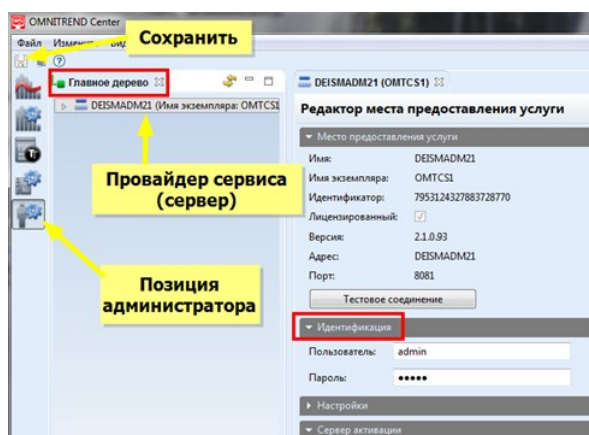 OMNITREND Center
Файл
Сохранить
Главное дерево
DEISMADM21 (Имя экземпляра: OMTCS1
Провайдер сервиса
(сервер)
Позиция
администратора
DEISMADM21 (OMTCS1)
Редактор места предоставления услуги
Место предоставления услуги
Имя: DEISMADM21
Имя экземпляра: OMTCS1
Идентификатор: 7953124327883728770
Лицензированный:
Версия: 2.1.0.93
Адрес: DEISMADM21
Порт: 8081
Тестовое соединение
Идентификация
Пользователь: admin
Пароль: •••••
Настройки
Сервер активации